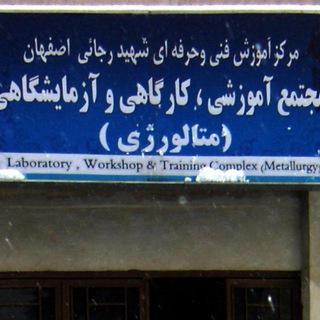 مرکز آموزش فنی وحرفه ای شهید رجائی اصفهان
مجتمع آموزشی ، کارگاهی و آزمایشگاهی
(متالورژی)
Laboratory , Workshop & Training Complex (Metallurgy)